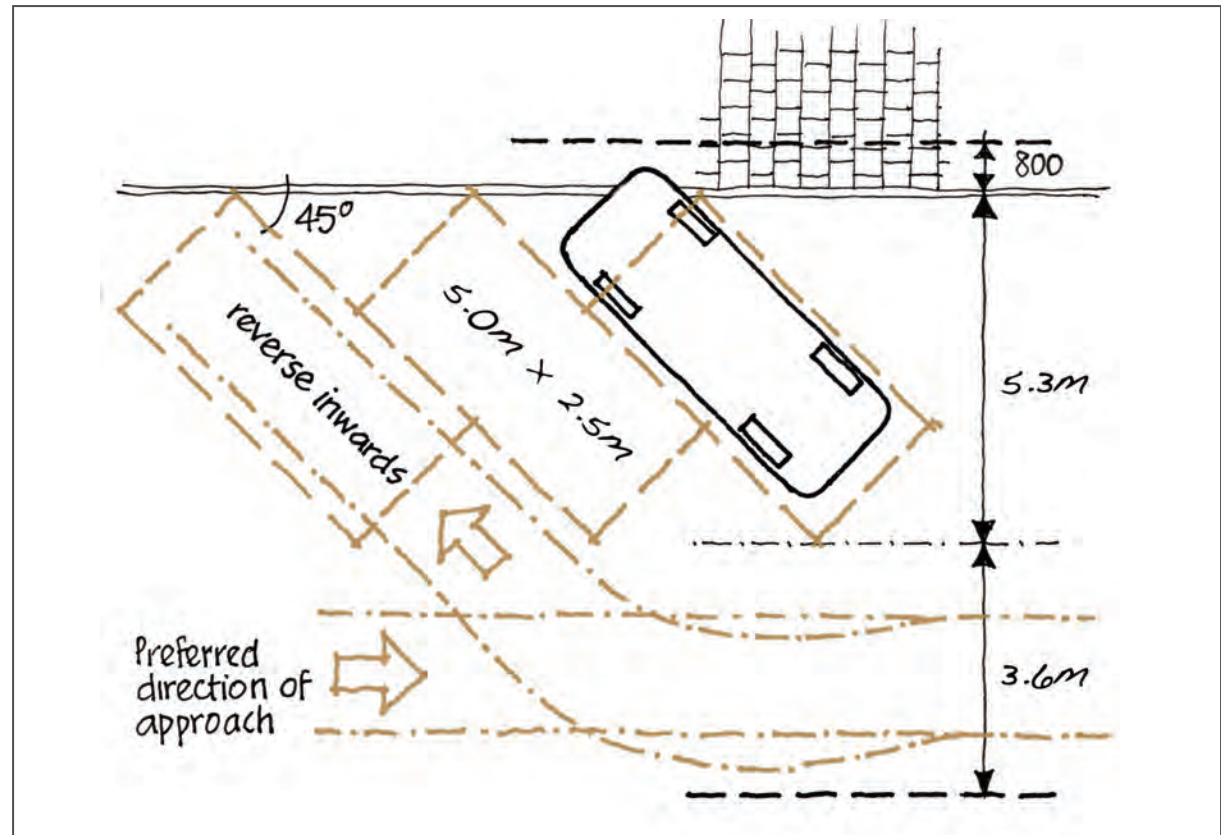 800
45°
5.0m x 2.5m
reverse inwards
5.3m
Preferred
direction of
approach
3.6m